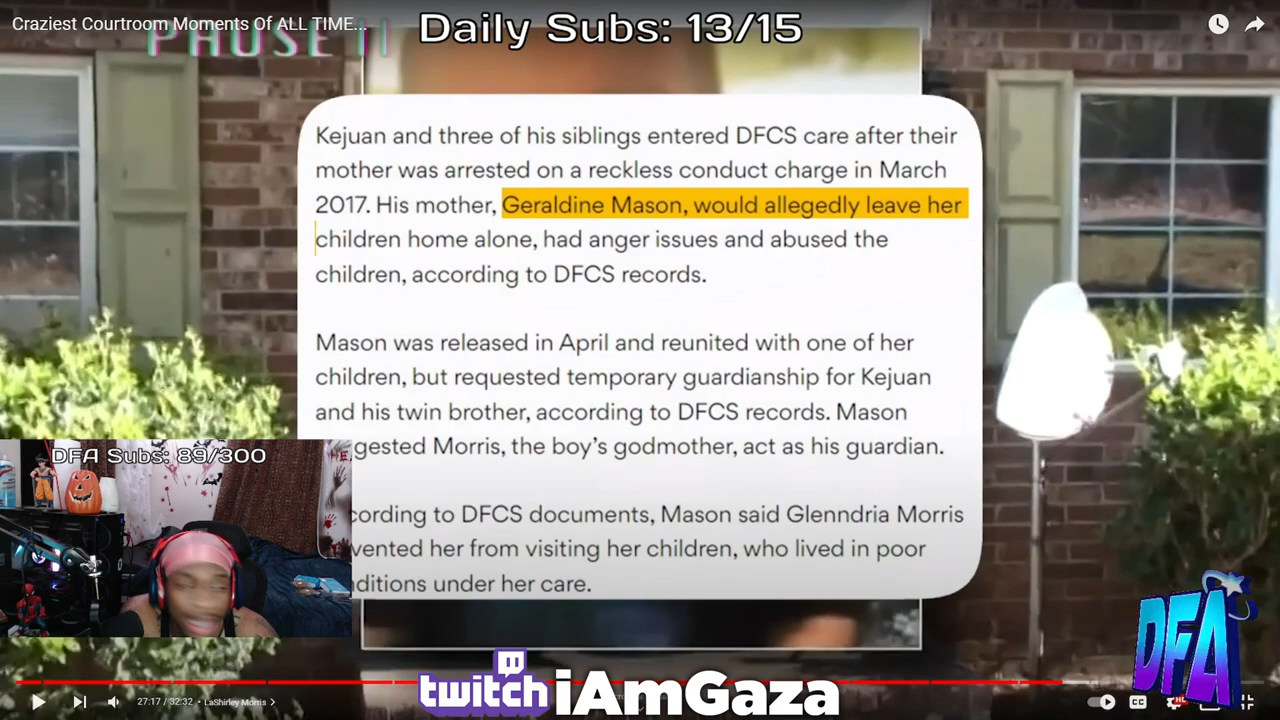 Craziest Courtroom Moments Of ALL TIME...
PAUSE II
Daily Subs: 13/15
Kejuan and three of his siblings entered DFCS care after their
mother was arrested on a reckless conduct charge in March
2017. His mother, Geraldine Mason, would allegedly leave her
children home alone, had anger issues and abused the
children, according to DFCS records.
Mason was released in April and reunited with one of her
children, but requested temporary guardianship for Kejuan
and his twin brother, according to DFCS records. Mason
gested Morris, the boy's godmother, act as his guardian.
cording to DFCS documents, Mason said Glenndria Morris
vented her from visiting her children, who lived in poor
nditions under her care.
DFA Subs: 89/300
DFA
twitch iAmGaza
27:17 / 32:32 • LaShirley Morris >
CC